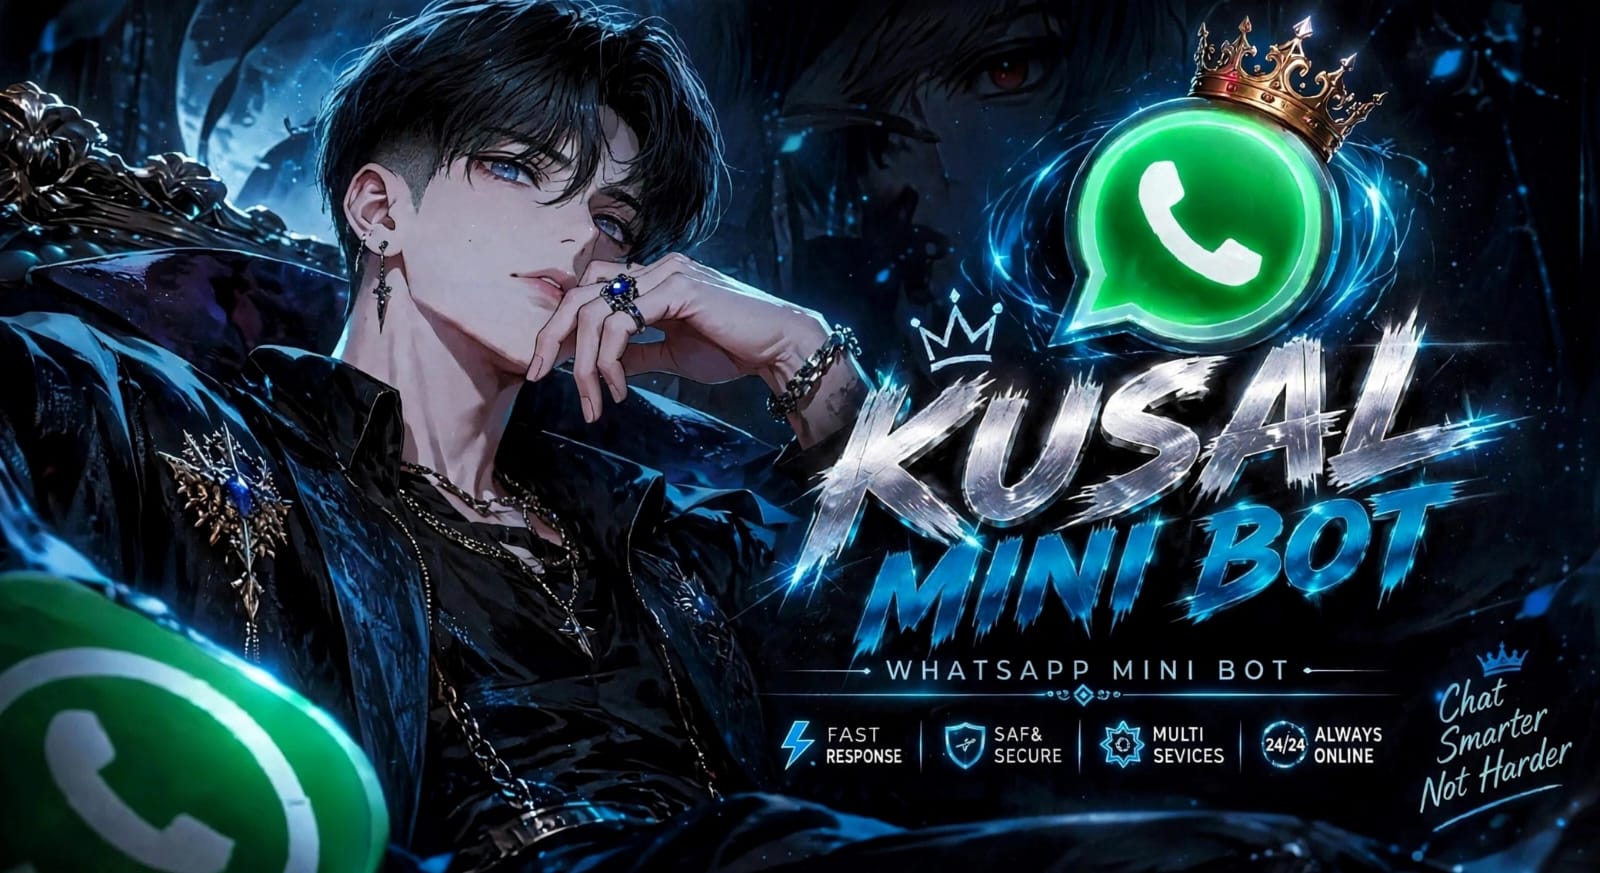 KUSAL
MINI BOT
WHATSAPP MINI BOT
FAST
RESPONSE
SAF&
SECURE
MULTI
SEVICES
24/24
ALWAYS
ONLINE
Chat
Smarter
Not Harder